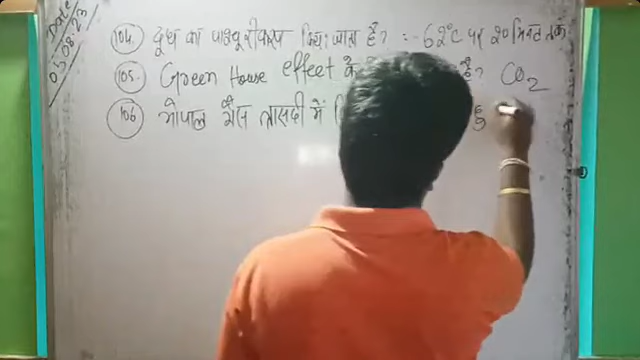 Date
05.08.23
104. दुध का पाश्चुरीकरण किया जाता है? :- 62°C पर 20 मिनट तक
105. Green House effect के है? CO2
106 भोपाल गैस त्रासदी में